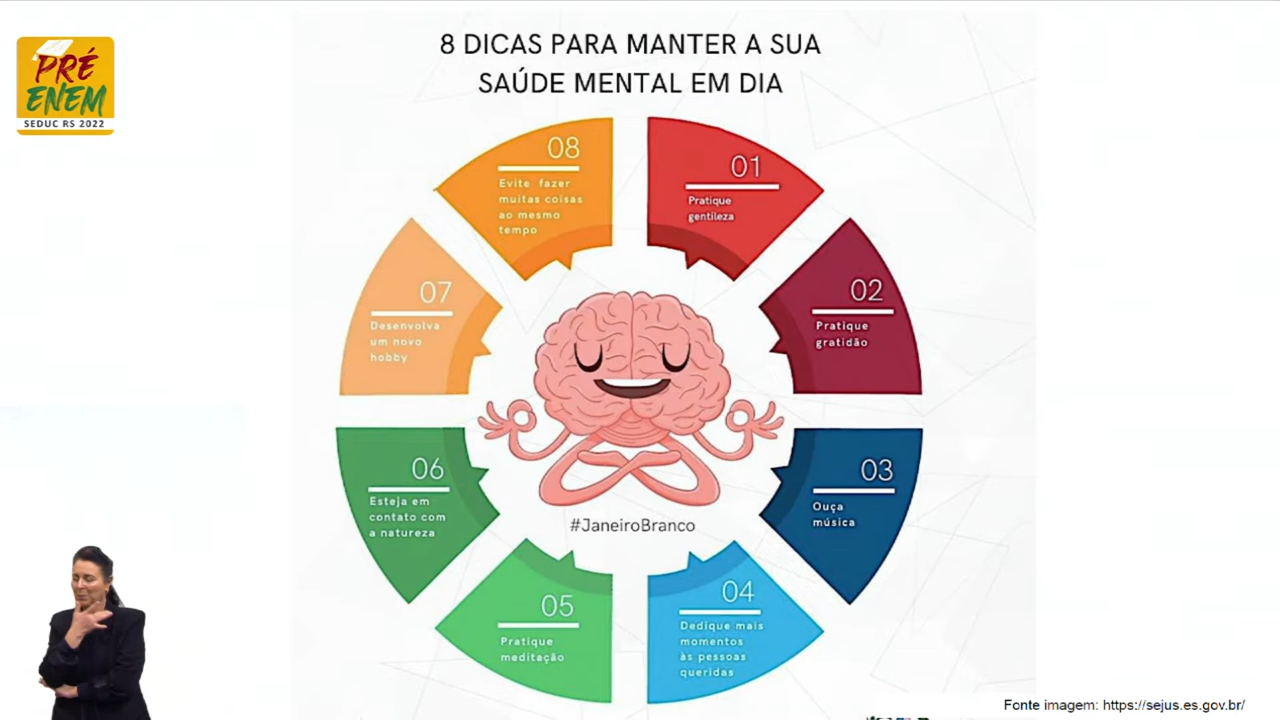 PRÉ
ENEM
SEDUC RS 2022
8 DICAS PARA MANTER A SUA
SAÚDE MENTAL EM DIA
01
Pratique
gentileza
02
Pratique
gratidão
03
Ouça
música
04
Dedique mais
momentos
às pessoas
queridas
05
Pratique
meditação
06
Esteja em
contato com
a natureza
07
Desenvolva
um novo
hobby
08
Evite fazer
muitas coisas
ao mesmo
tempo
#JaneiroBranco
Fonte imagem: https://sejus.es.gov.br/